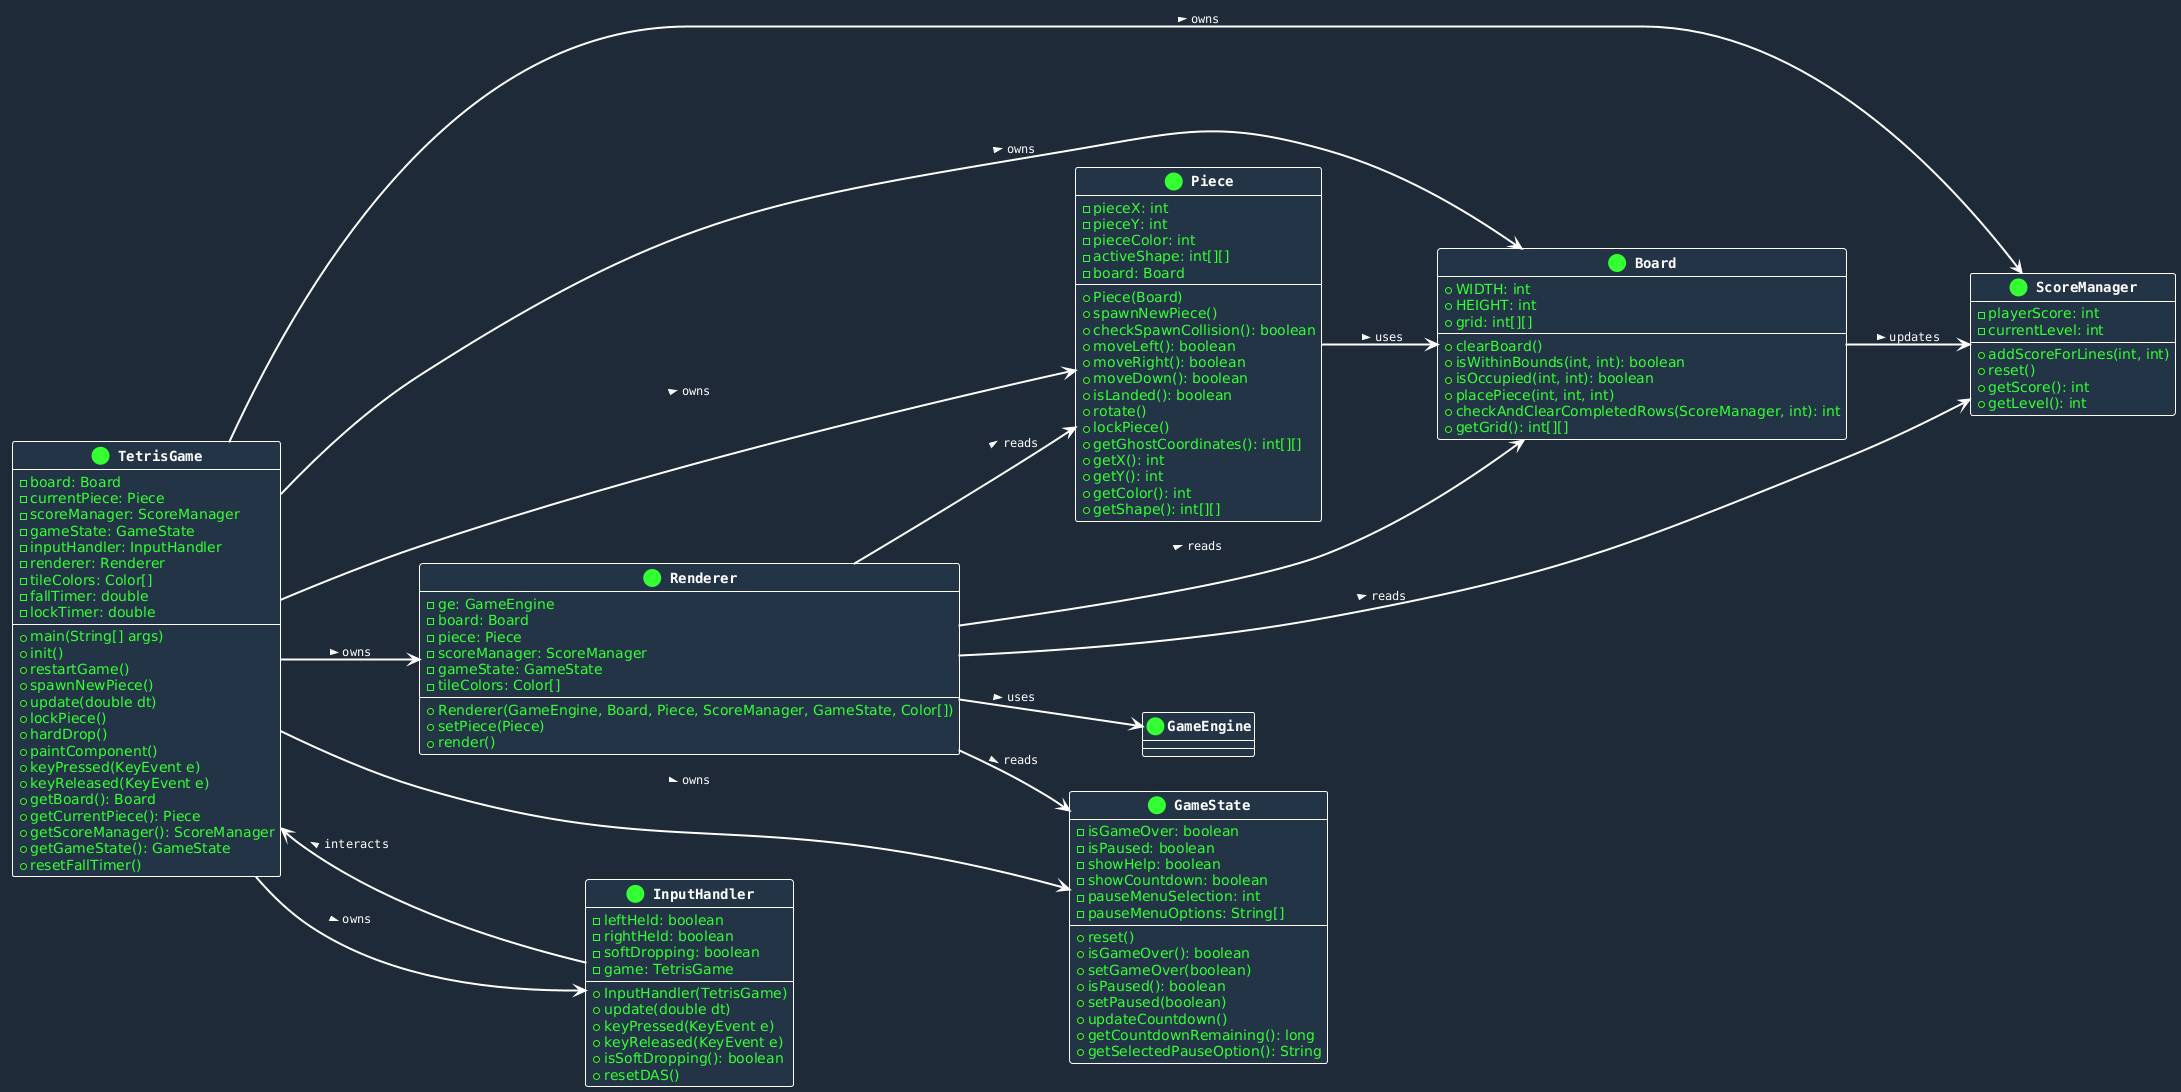 owns
owns
Piece
pieceX: int
pieceY: int
pieceColor: int
activeShape: int[][]
board: Board
Piece(Board)
spawnNewPiece()
checkSpawnCollision(): boolean
moveLeft(): boolean
moveRight(): boolean
moveDown(): boolean
isLanded(): boolean
rotate()
lockPiece()
getGhostCoordinates(): int[][]
getX(): int
getY(): int
getColor(): int
getShape(): int[][]
uses
Board
WIDTH: int
HEIGHT: int
grid: int[][]
clearBoard()
isWithinBounds(int, int): boolean
isOccupied(int, int): boolean
placePiece(int, int, int)
checkAndClearCompletedRows(ScoreManager, int): int
getGrid(): int[][]
updates
ScoreManager
playerScore: int
currentLevel: int
addScoreForLines(int, int)
reset()
getScore(): int
getLevel(): int
owns
reads
TetrisGame
board: Board
currentPiece: Piece
scoreManager: ScoreManager
gameState: GameState
inputHandler: InputHandler
renderer: Renderer
tileColors: Color[]
fallTimer: double
lockTimer: double
main(String[] args)
init()
restartGame()
spawnNewPiece()
update(double dt)
lockPiece()
hardDrop()
paintComponent()
keyPressed(KeyEvent e)
keyReleased(KeyEvent e)
getBoard(): Board
getCurrentPiece(): Piece
getScoreManager(): ScoreManager
getGameState(): GameState
resetFallTimer()
owns
Renderer
ge: GameEngine
board: Board
piece: Piece
scoreManager: ScoreManager
gameState: GameState
tileColors: Color[]
Renderer(GameEngine, Board, Piece, ScoreManager, GameState, Color[])
setPiece(Piece)
render()
reads
reads
uses
GameEngine
reads
owns
GameState
isGameOver: boolean
isPaused: boolean
showHelp: boolean
showCountdown: boolean
pauseMenuSelection: int
pauseMenuOptions: String[]
reset()
isGameOver(): boolean
setGameOver(boolean)
isPaused(): boolean
setPaused(boolean)
updateCountdown()
getCountdownRemaining(): long
getSelectedPauseOption(): String
interacts
owns
InputHandler
leftHeld: boolean
rightHeld: boolean
softDropping: boolean
game: TetrisGame
InputHandler(TetrisGame)
update(double dt)
keyPressed(KeyEvent e)
keyReleased(KeyEvent e)
isSoftDropping(): boolean
resetDAS()